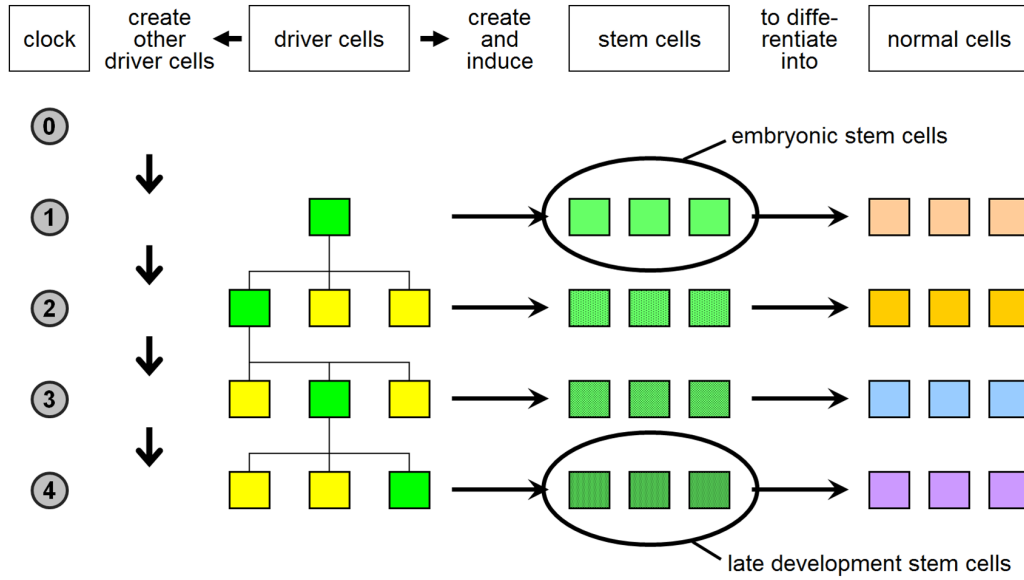 clock
create
other
driver cells
driver cells
create
and
induce
stem cells
to diffe-
rentiate
into
normal cells
0
embryonic stem cells
1
2
3
4
late development stem cells